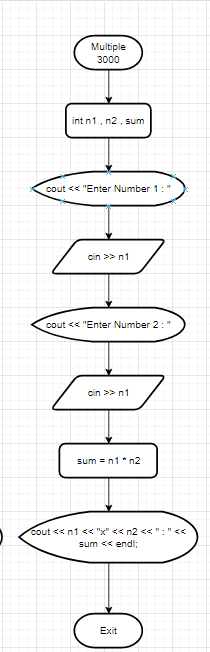 Multiple
3000
int n1 , n2 , sum
cout << "Enter Number 1 : "
cin >> n1
cout << "Enter Number 2 : "
cin >> n1
sum = n1 * n2
cout << n1 << "x" << n2 << " : " <<
sum << endl;
Exit